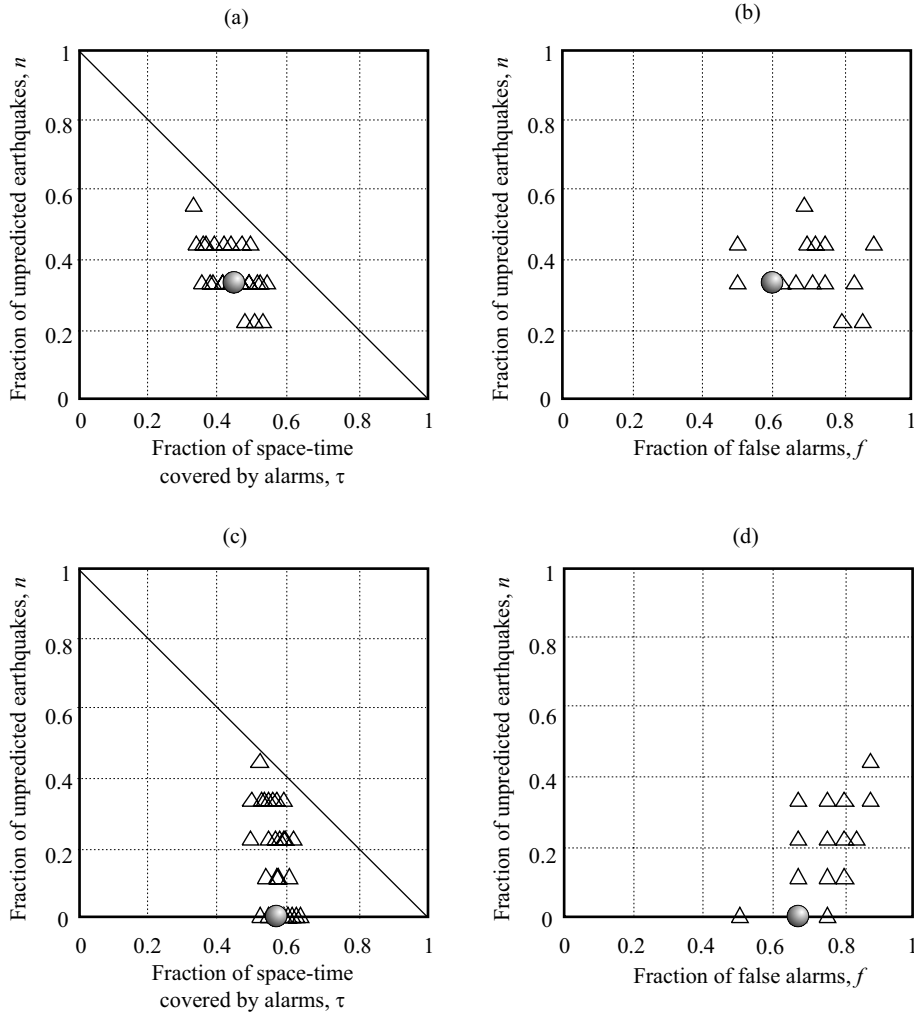 (a)
Fraction of unpredicted earthquakes, n
1
0.8
0.6
0.4
0.2
0
0 0.2 0.4 0.6 0.8 1
Fraction of space-time
covered by alarms, τ
(b)
Fraction of unpredicted earthquakes, n
1
0.8
0.6
0.4
0.2
0
0 0.2 0.4 0.6 0.8 1
Fraction of false alarms, f
(c)
Fraction of unpredicted earthquakes, n
1
0.8
0.6
0.4
0.2
0
0 0.2 0.4 0.6 0.8 1
Fraction of space-time
covered by alarms, τ
(d)
Fraction of unpredicted earthquakes, n
1
0.8
0.6
0.4
0.2
0
0 0.2 0.4 0.6 0.8 1
Fraction of false alarms, f